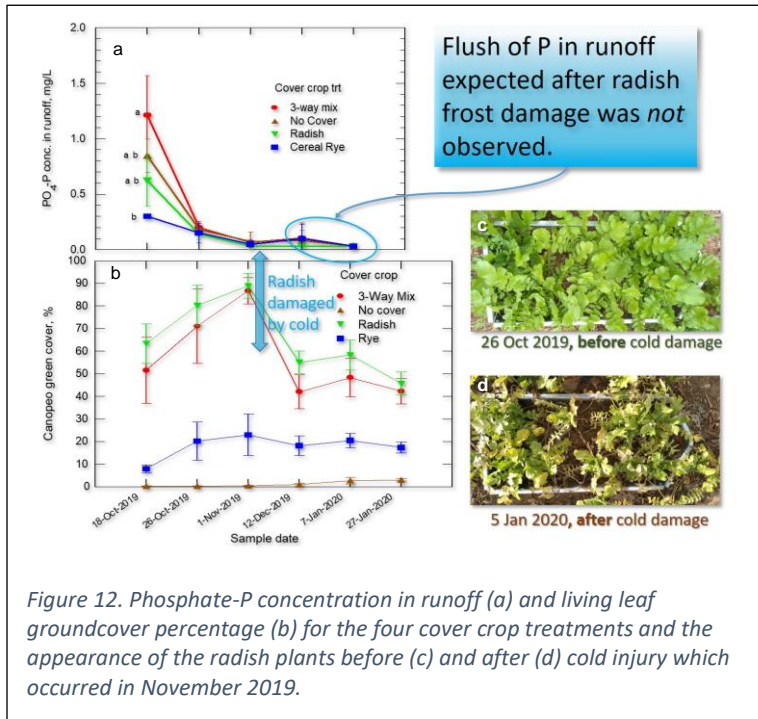 a
PO4-P conc. in runoff, mg/L
2.0
1.5
1.0
0.5
0.0
Cover crop trt
3-way mix
No Cover
Radish
Cereal Rye
a
a b
a b
b
Flush of P in runoff
expected after radish
frost damage was not
observed.
b
Canopeo green cover, %
100
90
80
70
60
50
40
30
20
10
0
Radish
damaged
by cold
Cover crop
3-Way Mix
No cover
Radish
Rye
18-Oct-2019
26-Oct-2019
1-Nov-2019
12-Dec-2019
7-Jan-2020
27-Jan-2020
Sample date
c
26 Oct 2019, before cold damage
d
5 Jan 2020, after cold damage
Figure 12. Phosphate-P concentration in runoff (a) and living leaf
groundcover percentage (b) for the four cover crop treatments and the
appearance of the radish plants before (c) and after (d) cold injury which
occurred in November 2019.